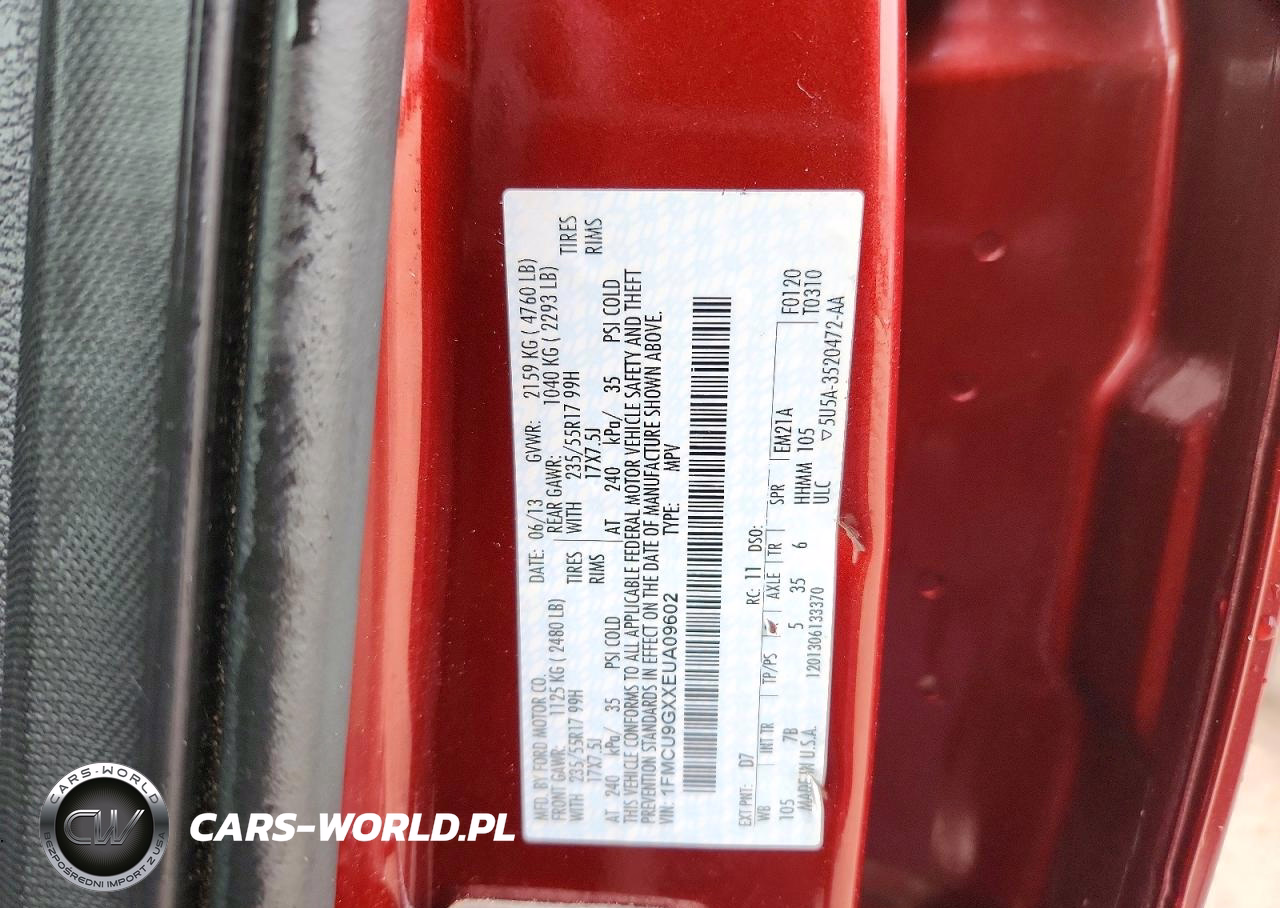 MFD. BY FORD MOTOR CO.
DATE: 06/13 GVWR: 2159 KG ( 4760 LB)
FRONT GAWR: 1125 KG ( 2480 LB) REAR GAWR: 1040 KG ( 2293 LB)
WITH 235/55R17 99H TIRES WITH 235/55R17 99H TIRES
17X7.5J RIMS 17X7.5J RIMS
AT 240 kPa/ 35 PSI COLD AT 240 kPa/ 35 PSI COLD
THIS VEHICLE CONFORMS TO ALL APPLICABLE FEDERAL MOTOR VEHICLE SAFETY AND THEFT
PREVENTION STANDARDS IN EFFECT ON THE DATE OF MANUFACTURE SHOWN ABOVE.
VIN: 1FMCU9GXXEUA09602 TYPE: MPV
F0120
T0310
EXT PNT: D7 RC: 11 DSO:
WB INT TR TP/PS AXLE TR SPR EM21A
105 7B 5 35 6 HHMM 105
MADE IN U.S.A. ULC
1201306133370 5U5A-3520472-AA
CARS-WORLD
CW
BEZPOŚREDNI IMPORT Z USA
CARS-WORLD.PL